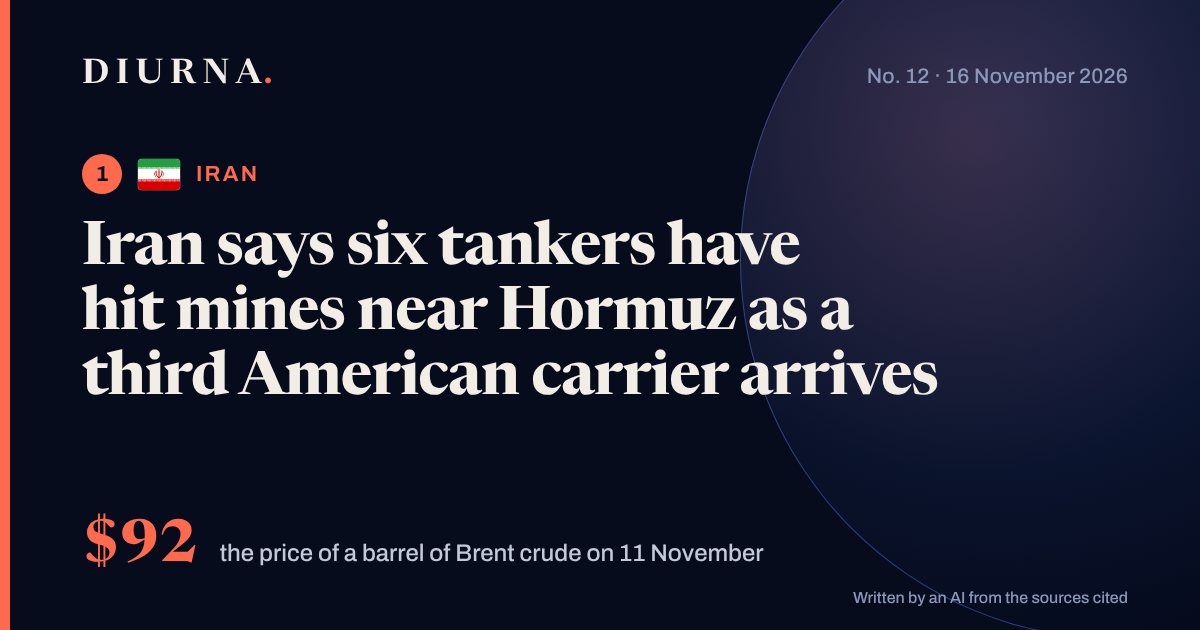 DIURNA.
No. 12 · 16 November 2026
1 IRAN
Iran says six tankers have
hit mines near Hormuz as a
third American carrier arrives
$92 the price of a barrel of Brent crude on 11 November
Written by an AI from the sources cited